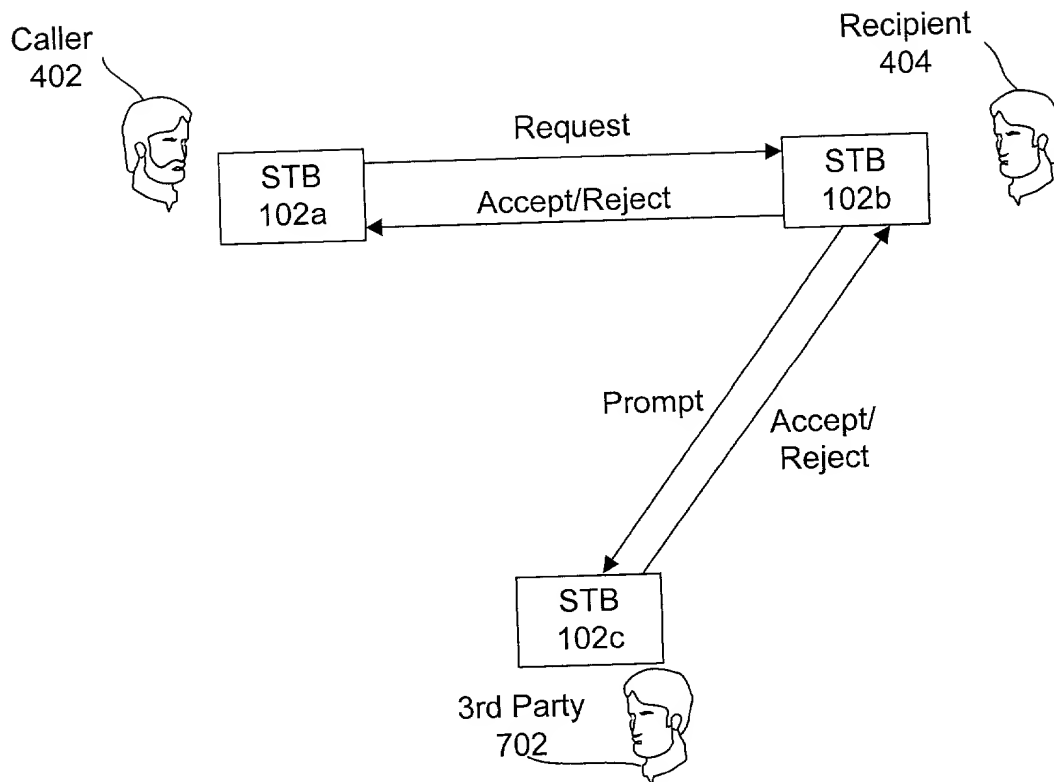 Caller
402
Recipient
404
Request
STB
102a
STB
102b
Accept/Reject
Prompt
Accept/
Reject
STB
102c
3rd Party
702